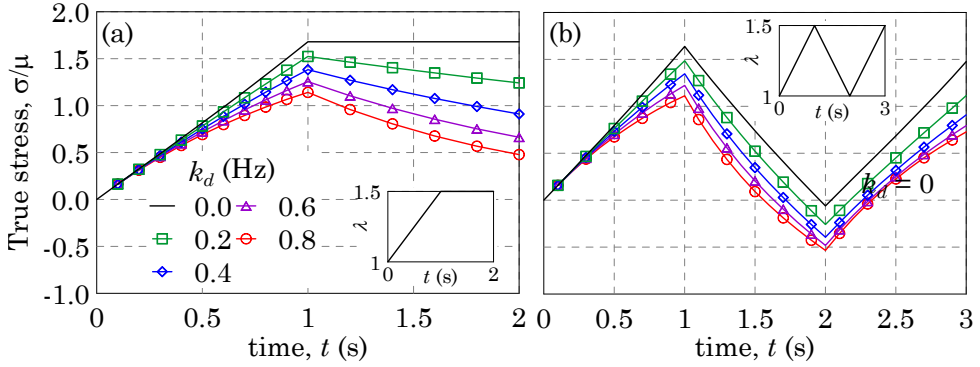 (a)
True stress, σ/μ
2.0
1.5
1.0
0.5
0.0
-0.5
-1.0
k_d (Hz)
0.0
0.2
0.4
0.6
0.8
λ
1.5
1
0
t (s)
2
0
0.5
1
1.5
2
time, t (s)
(b)
λ
1.5
1
0
t (s)
3
k_d = 0
0
0.5
1
1.5
2
2.5
3
time, t (s)